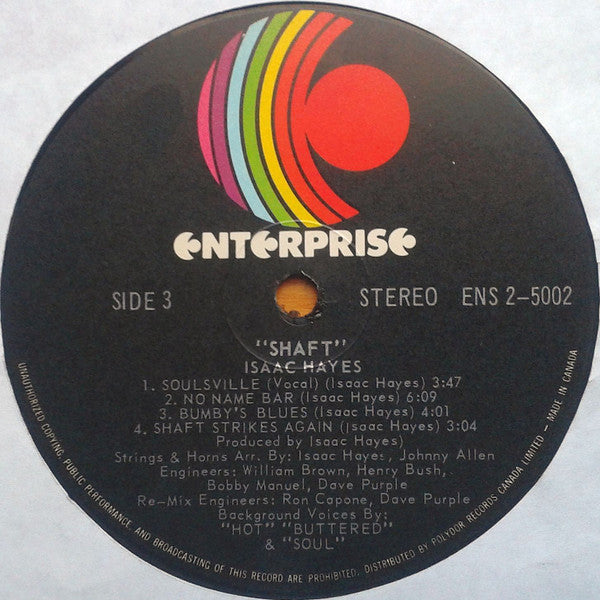 ENTERPRISE
SIDE 3
STEREO ENS 2-5002
"SHAFT"
ISAAC HAYES
1. SOULSVILLE (Vocal) (Isaac Hayes) 3:47
2. NO NAME BAR (Isaac Hayes) 6:09
3. BUMBY'S BLUES (Isaac Hayes) 4:01
4. SHAFT STRIKES AGAIN (Isaac Hayes) 3:04
Produced by Isaac Hayes)
Strings & Horns Arr. By: Isaac Hayes, Johnny Allen
Engineers: William Brown, Henry Bush,
Bobby Manuel, Dave Purple
Re-Mix Engineers: Ron Capone, Dave Purple
Background Voices By:
"HOT" "BUTTERED"
& "SOUL"
UNAUTHORIZED COPYING, PUBLIC PERFORMANCE, AND BROADCASTING OF THIS RECORD ARE PROHIBITED. DISTRIBUTED BY POLYDOR RECORDS CANADA LIMITED – MADE IN CANADA